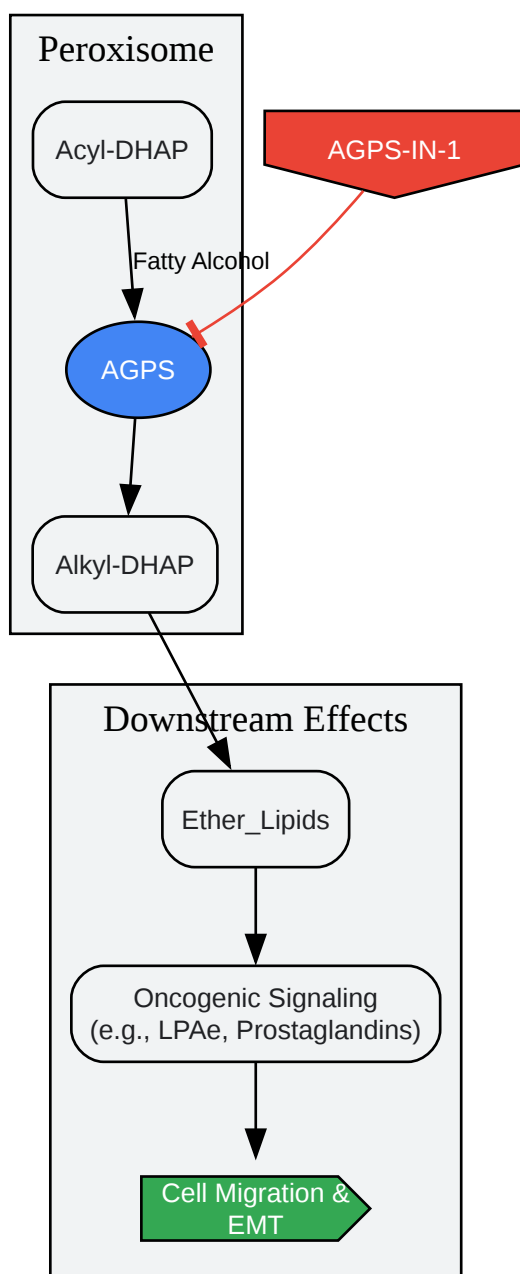 Peroxisome
Acyl-DHAP
AGPS-IN-1
Fatty Alcohol
AGPS
Alkyl-DHAP
Downstream Effects
Ether_Lipids
Oncogenic Signaling
(e.g., LPAe, Prostaglandins)
Cell Migration &
EMT